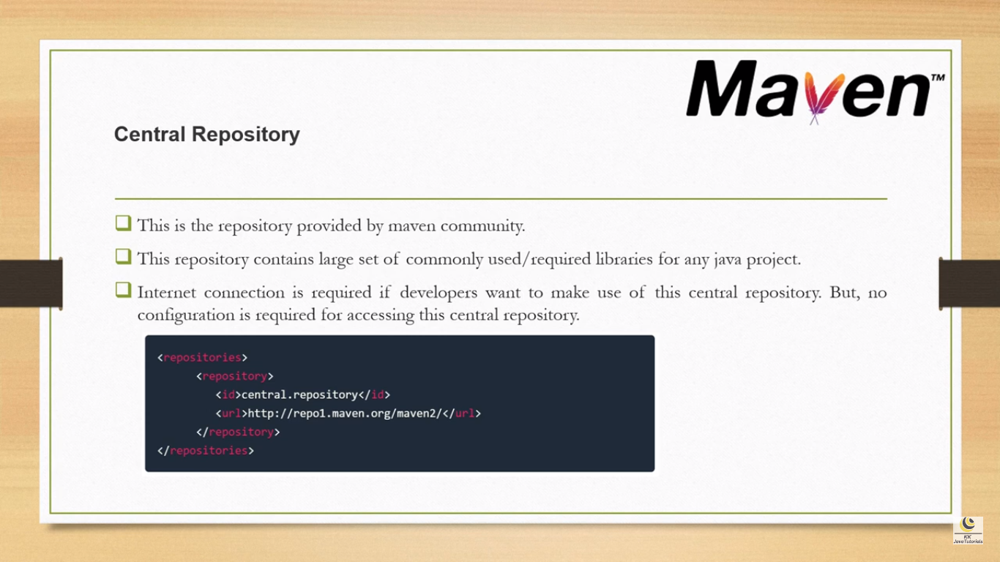 Maven™
Central Repository
This is the repository provided by maven community.
This repository contains large set of commonly used/required libraries for any java project.
Internet connection is required if developers want to make use of this central repository. But, no
configuration is required for accessing this central repository.
<repositories>
<repository>
<id>central.repository</id>
<url>http://repo1.maven.org/maven2/</url>
</repository>
</repositories>
KK
JavaTutorials